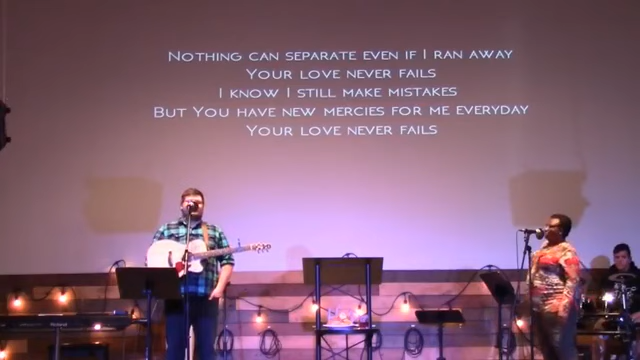 Nothing can separate even if I ran away
Your love never fails
I know I still make mistakes
But You have new mercies for me everyday
Your love never fails
Roland